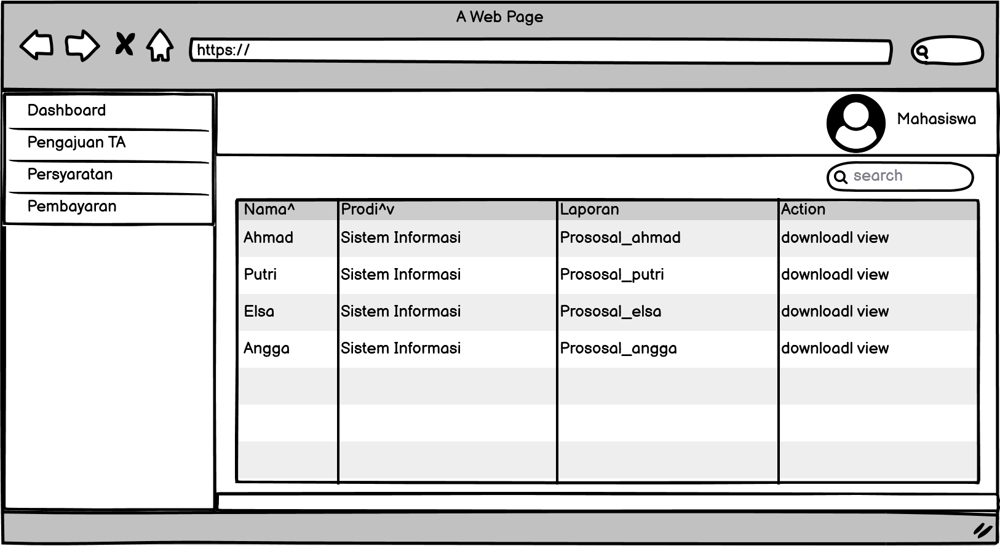 A Web Page
https://
Dashboard
Pengajuan TA
Persyaratan
Pembayaran
Mahasiswa
search
Nama^ Prodi^v Laporan Action
Ahmad Sistem Informasi Prososal_ahmad downloadl view
Putri Sistem Informasi Prososal_putri downloadl view
Elsa Sistem Informasi Prososal_elsa downloadl view
Angga Sistem Informasi Prososal_angga downloadl view